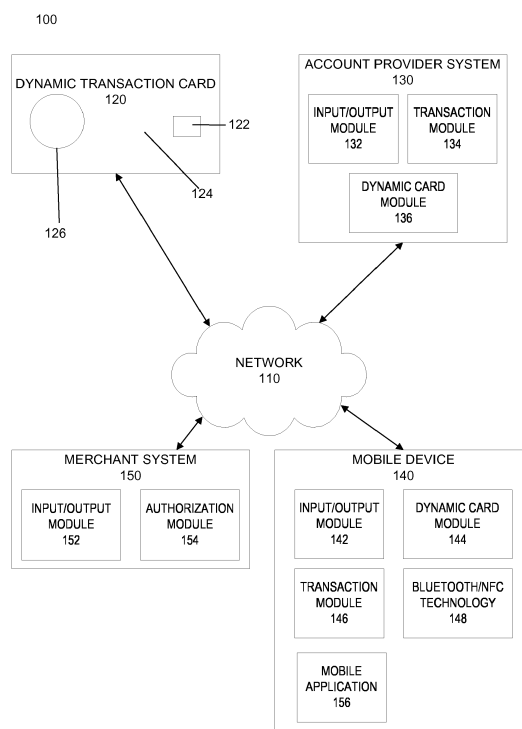 100
DYNAMIC TRANSACTION CARD
120
122
124
126
ACCOUNT PROVIDER SYSTEM
130
INPUT/OUTPUT
MODULE
132
TRANSACTION
MODULE
134
DYNAMIC CARD
MODULE
136
NETWORK
110
MERCHANT SYSTEM
150
INPUT/OUTPUT
MODULE
152
AUTHORIZATION
MODULE
154
MOBILE DEVICE
140
INPUT/OUTPUT
MODULE
142
DYNAMIC CARD
MODULE
144
TRANSACTION
MODULE
146
BLUETOOTH/NFC
TECHNOLOGY
148
MOBILE
APPLICATION
156